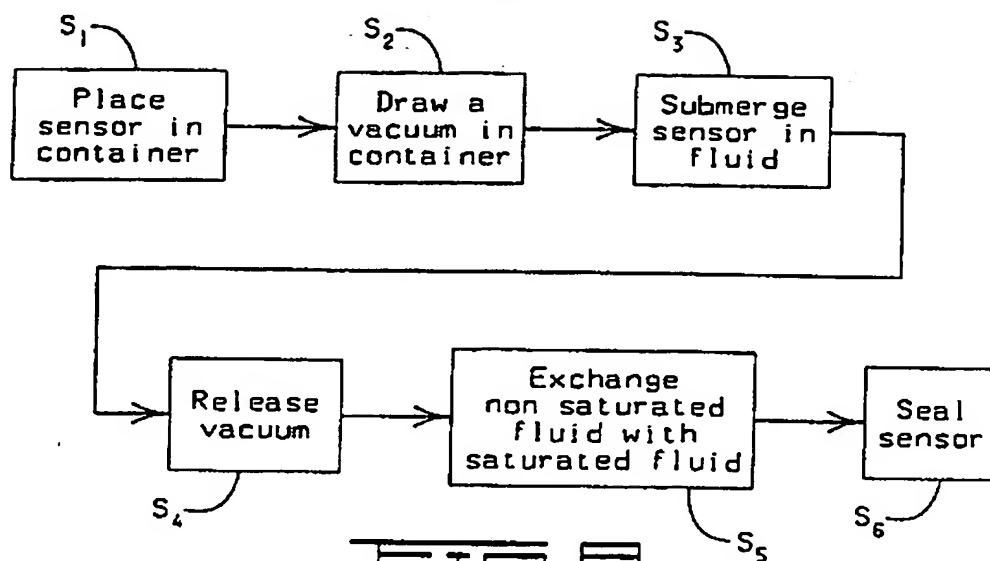 S1
Place
sensor in
container
S2
Draw a
vacuum in
container
S3
Submerge
sensor in
fluid
Release
vacuum
S4
Exchange
non saturated
fluid with
saturated fluid
S5
Seal
sensor
S6